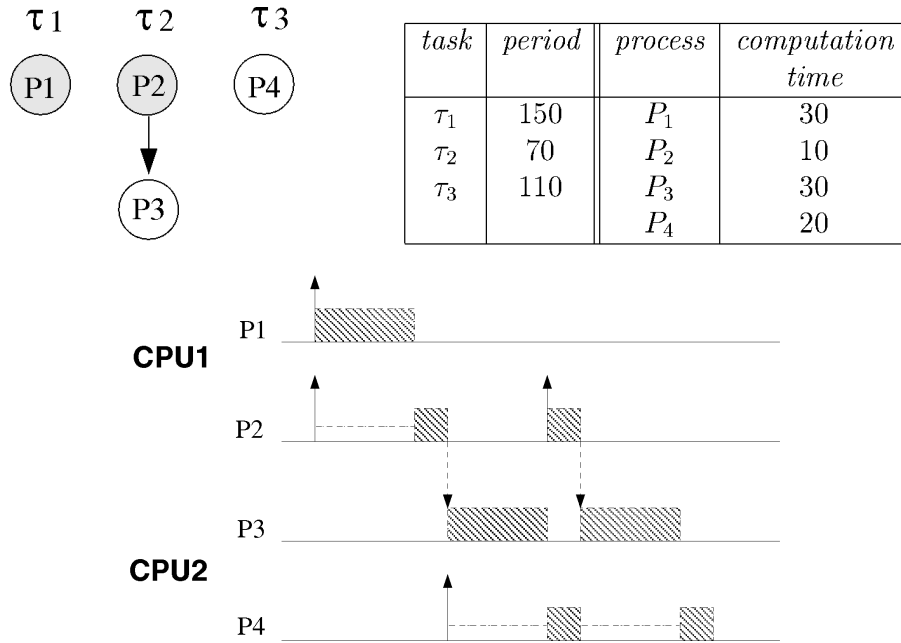 τ1 τ2 τ3
P1 P2 P4
P3
task period process computation time
τ1 150 P1 30
τ2 70 P2 10
τ3 110 P3 30
P4 20
P1
CPU1
P2
P3
CPU2
P4